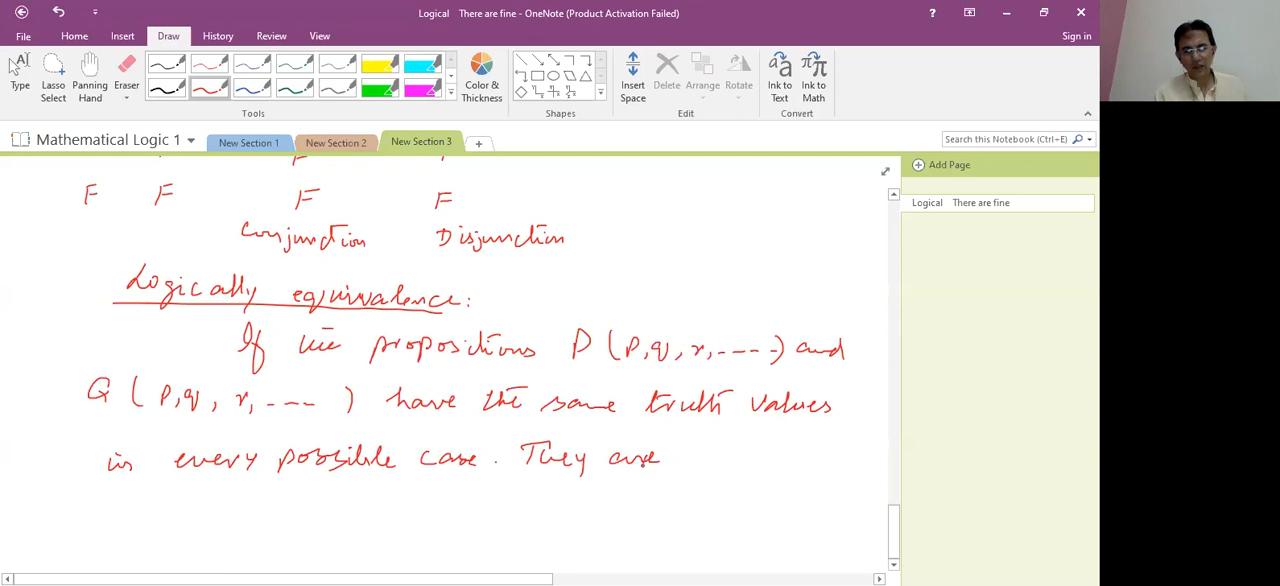 Logical There are fine - OneNote (Product Activation Failed)
File Home Insert Draw History Review View Sign in
Type Lasso Select Panning Hand Eraser Color & Thickness Insert Space Delete Arrange Rotate Ink to Text Ink to Math
Tools Shapes Edit Convert
Mathematical Logic 1 New Section 1 New Section 2 New Section 3 Search this Notebook (Ctrl+E)
Add Page
Logical There are fine
F F F F
Conjunction Disjunction
Logically equivalence:
If the propositions P (P, q, r, ----) and
Q (P, q, r, ---- ) have the same truth values
in every possible case. They are